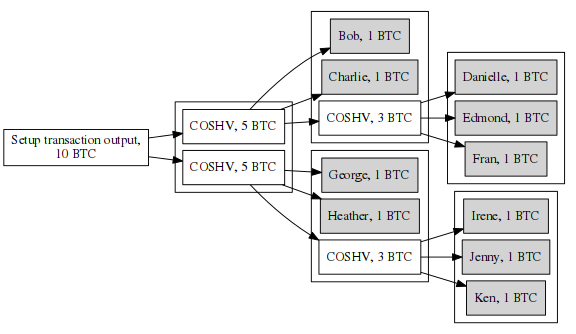 Setup transaction output,
10 BTC
COSHV, 5 BTC
COSHV, 5 BTC
Bob, 1 BTC
Charlie, 1 BTC
COSHV, 3 BTC
George, 1 BTC
Heather, 1 BTC
COSHV, 3 BTC
Danielle, 1 BTC
Edmond, 1 BTC
Fran, 1 BTC
Irene, 1 BTC
Jenny, 1 BTC
Ken, 1 BTC